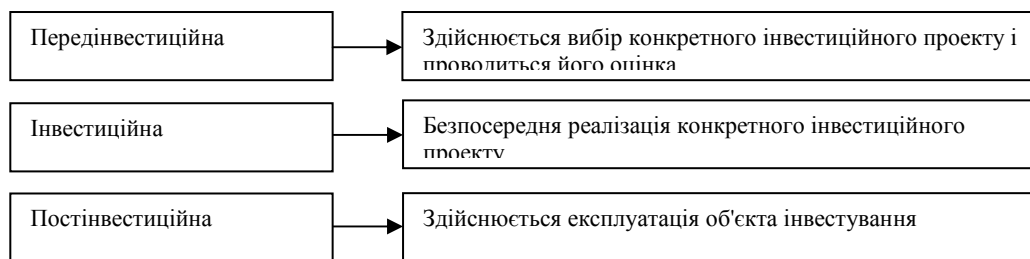 Передінвестиційна
Здійснюється вибір конкретного інвестиційного проекту і
проводиться його оцінка
Інвестиційна
Безпосередня реалізація конкретного інвестиційного
проекту
Постінвестиційна
Здійснюється експлуатація об'єкта інвестування